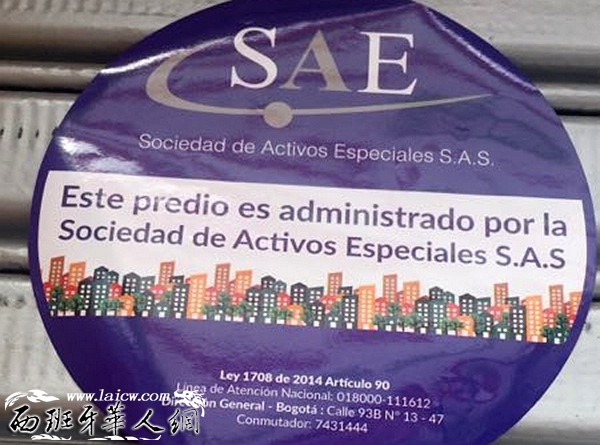 SAE
Sociedad de Activos Especiales S.A.S.
Este predio es administrado por la
Sociedad de Activos Especiales S.A.S
Ley 1708 de 2014 Artículo 90
Línea de Atención Nacional: 018000-111612
General - Bogotá : Calle 93B N° 13 - 47
Conmutador: 7431444
www.laicw.com
西班牙華人網